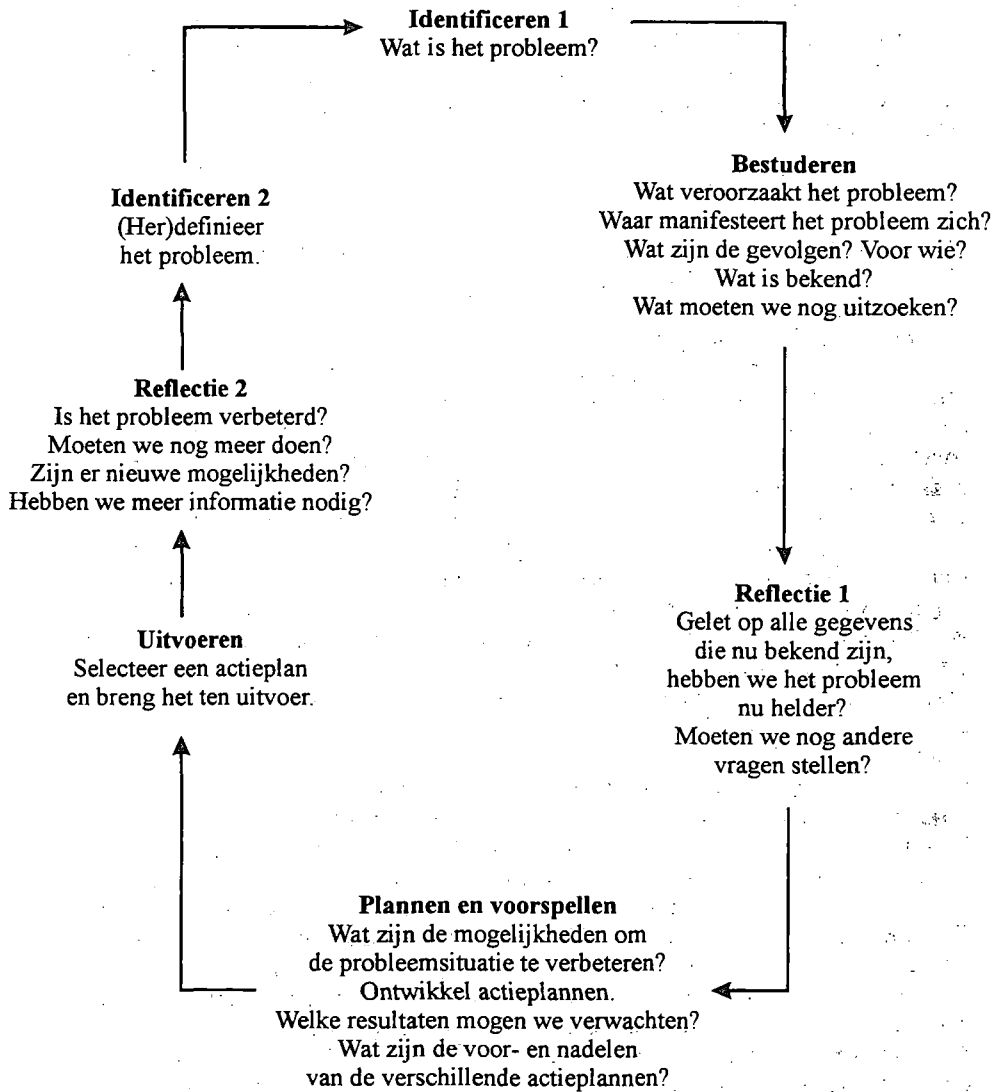 Identificeren 1
Wat is het probleem?
Bestuderen
Wat veroorzaakt het probleem?
Waar manifesteert het probleem zich?
Wat zijn de gevolgen? Voor wie?
Wat is bekend?
Wat moeten we nog uitzoeken?
Reflectie 1
Gelet op alle gegevens
die nu bekend zijn,
hebben we het probleem
nu helder?
Moeten we nog andere
vragen stellen?
Plannen en voorspellen
Wat zijn de mogelijkheden om
de probleemsituatie te verbeteren?
Ontwikkel actieplannen.
Welke resultaten mogen we verwachten?
Wat zijn de voor- en nadelen
van de verschillende actieplannen?
Uitvoeren
Selecteer een actieplan
en breng het ten uitvoer.
Reflectie 2
Is het probleem verbeterd?
Moeten we nog meer doen?
Zijn er nieuwe mogelijkheden?
Hebben we meer informatie nodig?
Identificeren 2
(Her)definieer
het probleem.